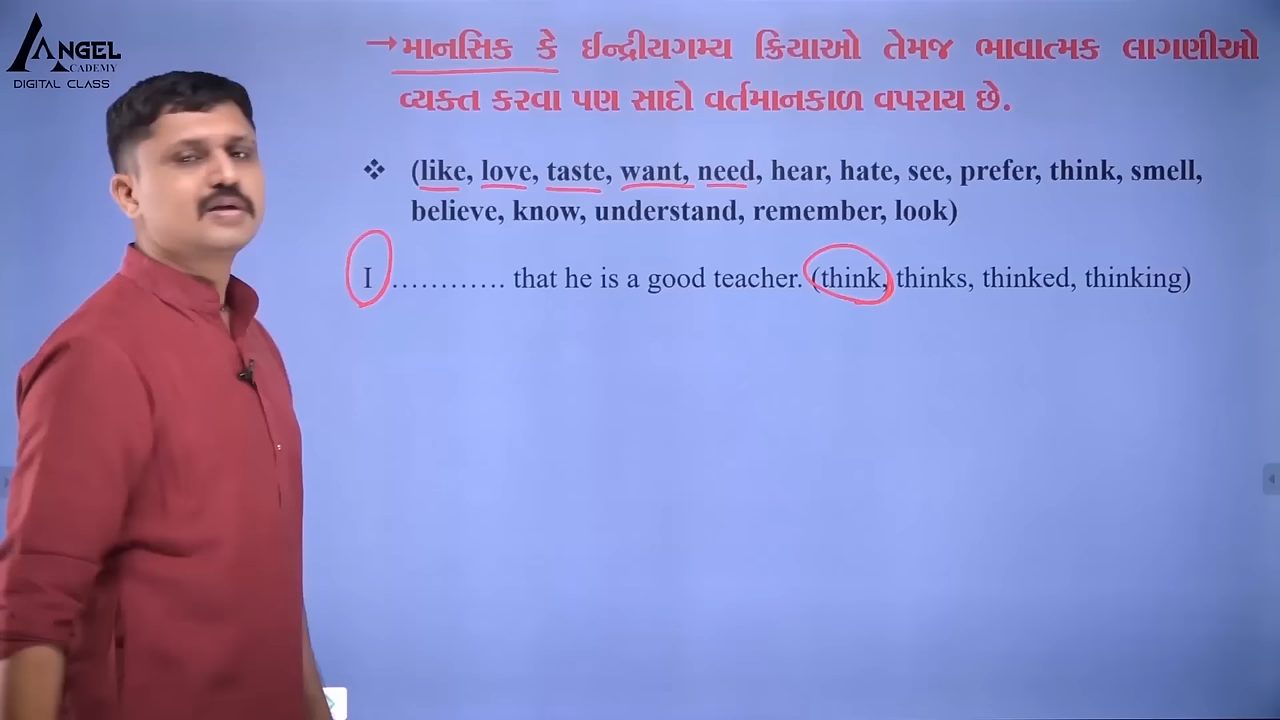 ANGEL
ACADEMY
DIGITAL CLASS
→માનસિક કે ઈન્દ્રીયગમ્ય ક્રિયાઓ તેમજ ભાવાત્મક લાગણીઓ
વ્યક્ત કરવા પણ સાદો વર્તમાનકાળ વપરાય છે.
❖ (like, love, taste, want, need, hear, hate, see, prefer, think, smell,
believe, know, understand, remember, look)
I ………… that he is a good teacher. (think, thinks, thinked, thinking)